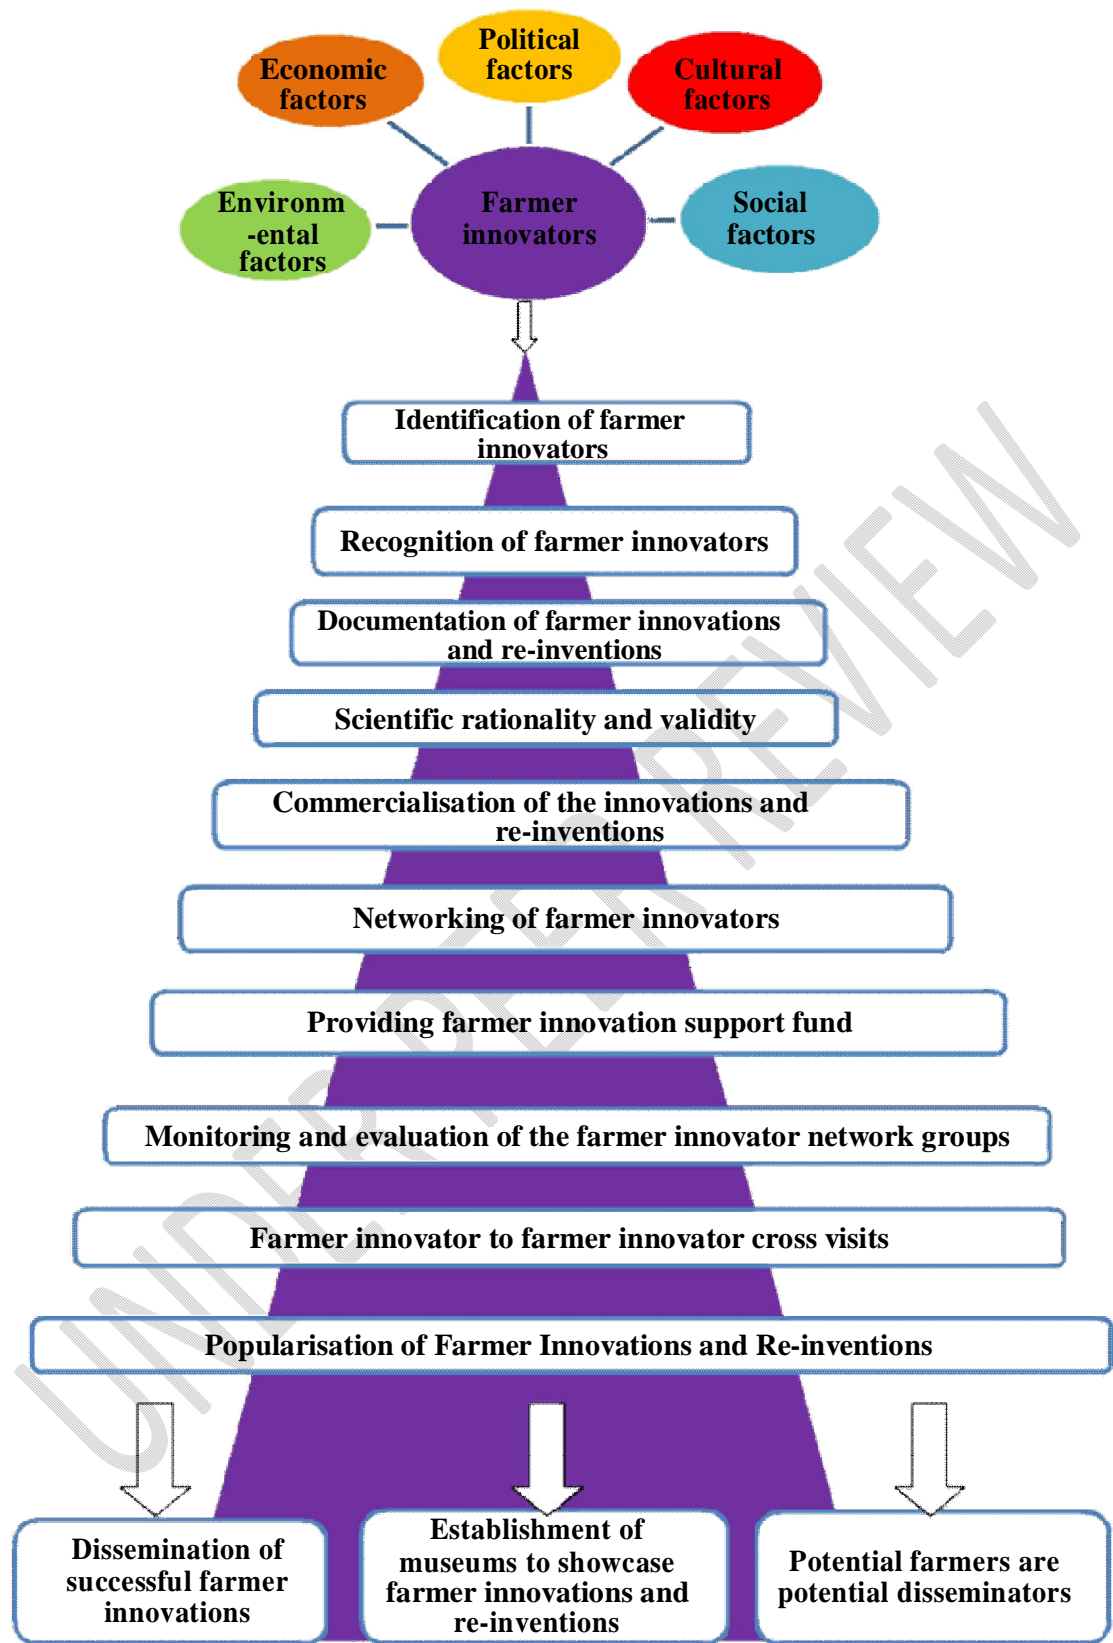 Political
factors
Economic
factors
Cultural
factors
Environm
-ental
factors
Farmer
innovators
Social
factors
Identification of farmer
innovators
Recognition of farmer innovators
Documentation of farmer innovations
and re-inventions
Scientific rationality and validity
Commercialisation of the innovations and
re-inventions
Networking of farmer innovators
Providing farmer innovation support fund
Monitoring and evaluation of the farmer innovator network groups
Farmer innovator to farmer innovator cross visits
Popularisation of Farmer Innovations and Re-inventions
Dissemination of
successful farmer
innovations
Establishment of
museums to showcase
farmer innovations and
re-inventions
Potential farmers are
potential disseminators
UNDER PEER REVIEW